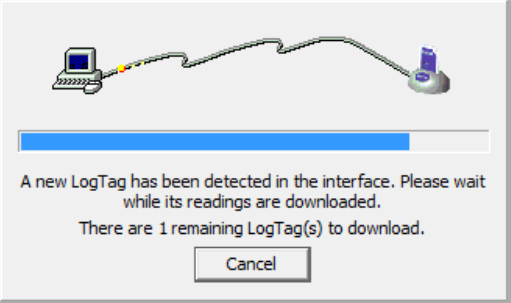 A new LogTag has been detected in the interface. Please wait
while its readings are downloaded.
There are 1 remaining LogTag(s) to download.
Cancel